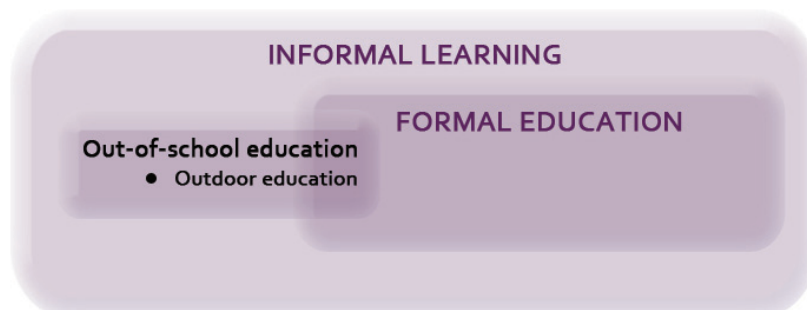 INFORMAL LEARNING
FORMAL EDUCATION
Out-of-school education
• Outdoor education